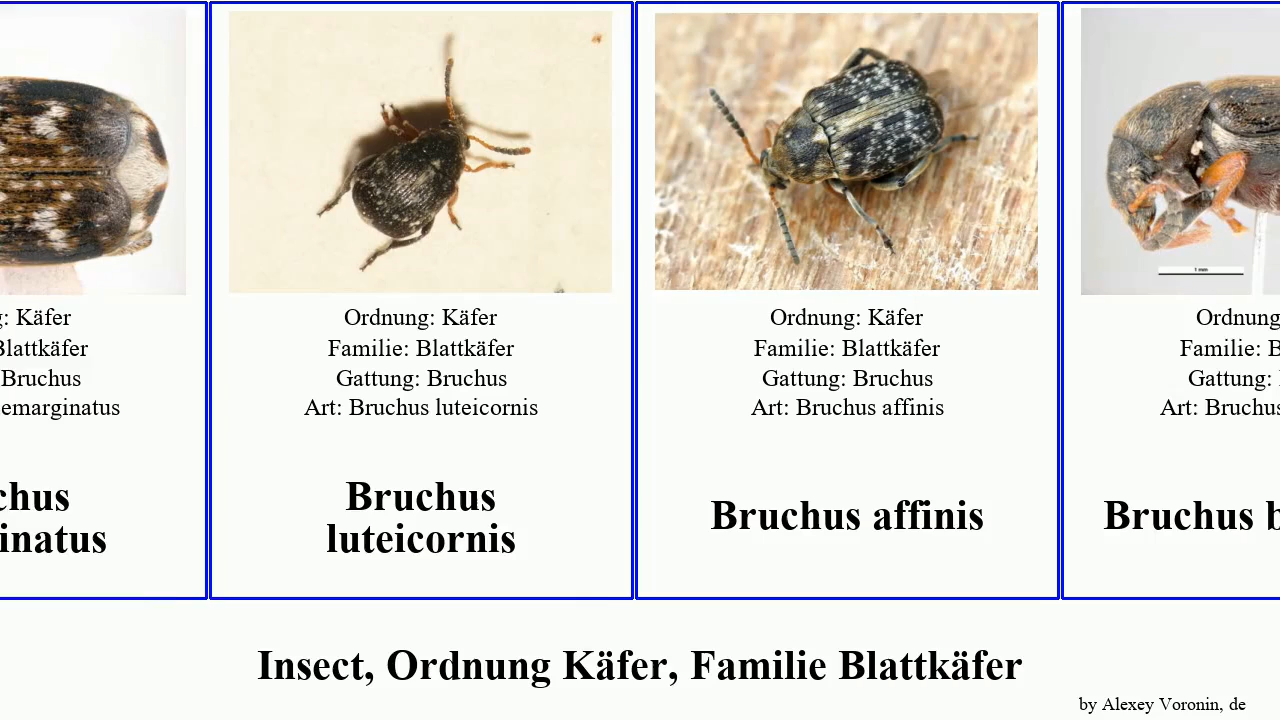 g: Käfer
Blattkäfer
Bruchus
emarginatus
chus
inatus
Ordnung: Käfer
Familie: Blattkäfer
Gattung: Bruchus
Art: Bruchus luteicornis
Bruchus
luteicornis
Ordnung: Käfer
Familie: Blattkäfer
Gattung: Bruchus
Art: Bruchus affinis
Bruchus affinis
1 mm
Ordnung
Familie: B
Gattung:
Art: Bruchus
Bruchus b
Insect, Ordnung Käfer, Familie Blattkäfer
by Alexey Voronin, de